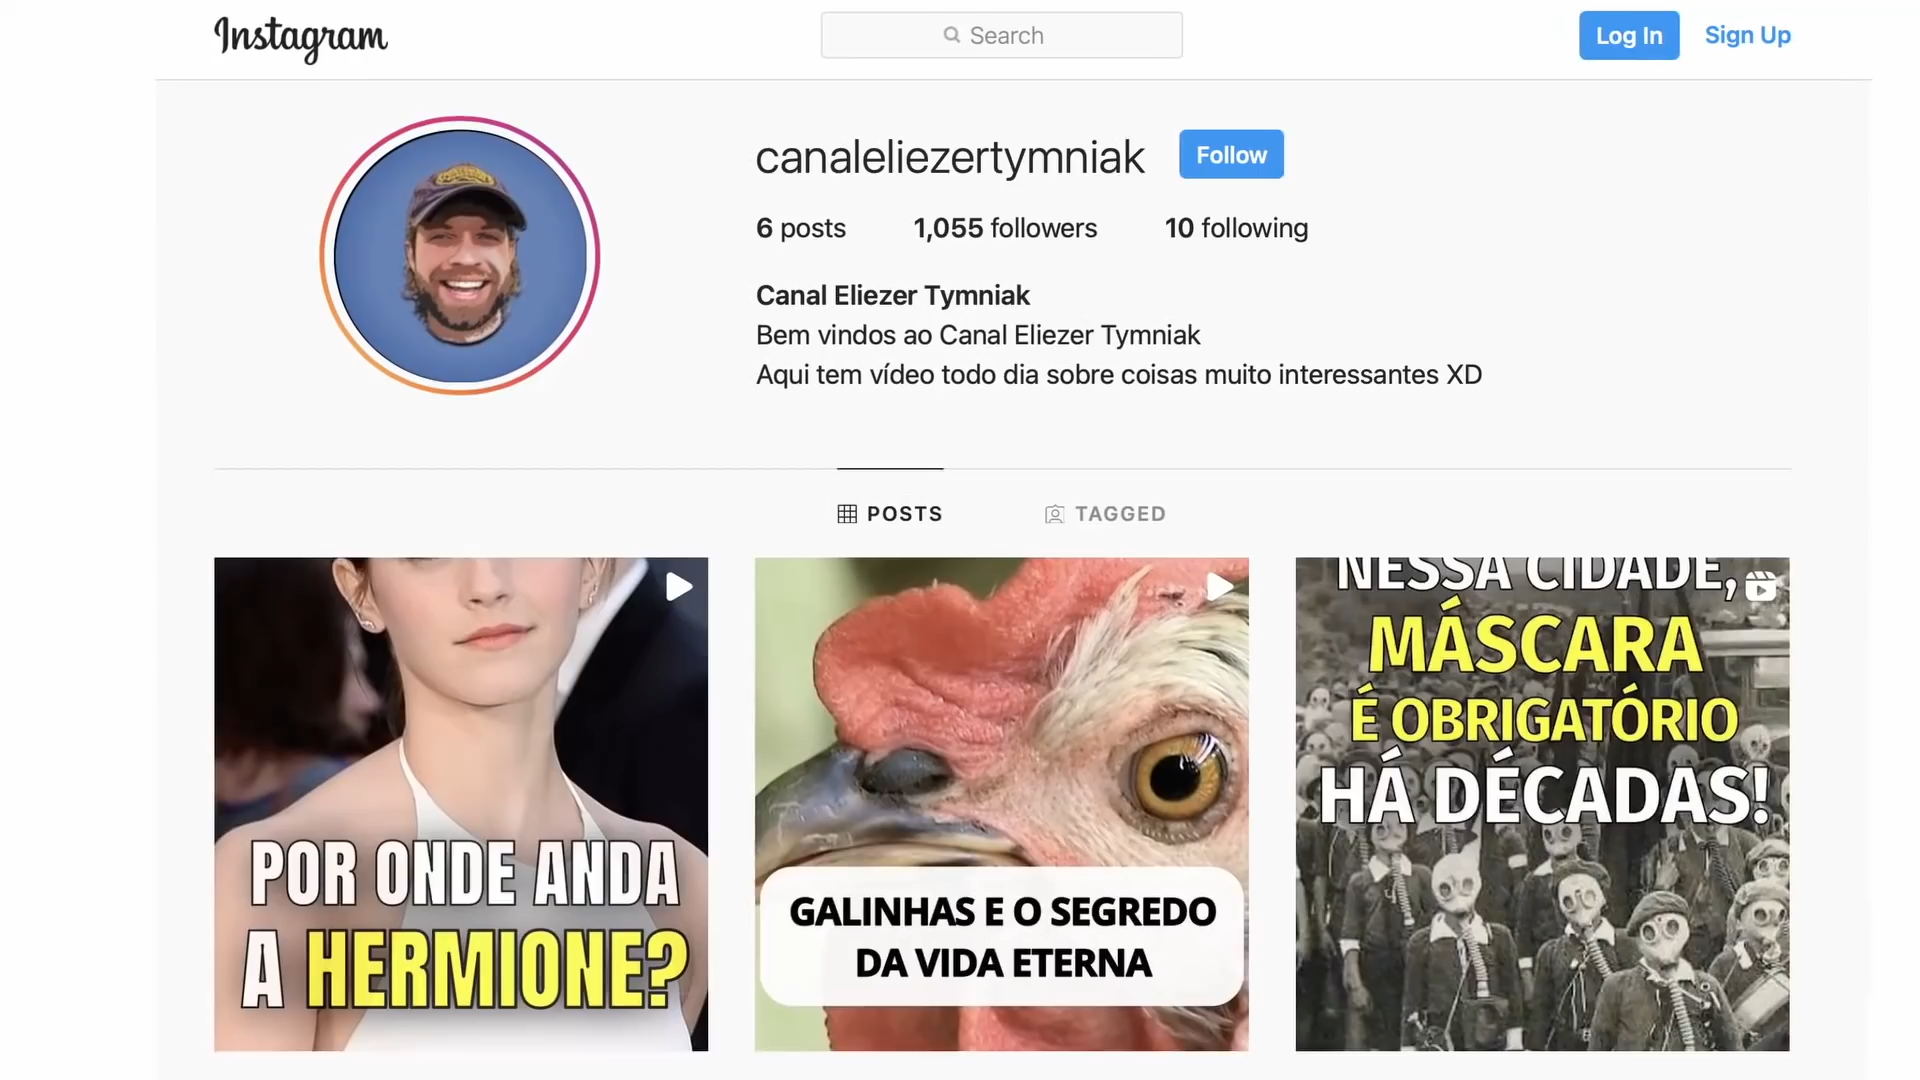 Instagram
Search
Log In
Sign Up
canaleliezertymniak
Follow
6 posts
1,055 followers
10 following
Canal Eliezer Tymniak
Bem vindos ao Canal Eliezer Tymniak
Aqui tem vídeo todo dia sobre coisas muito interessantes XD
POSTS
TAGGED
POR ONDE ANDA
A HERMIONE?
GALINHAS E O SEGREDO
DA VIDA ETERNA
NESSA CIDADE,
MÁSCARA
É OBRIGATÓRIO
HÁ DÉCADAS!